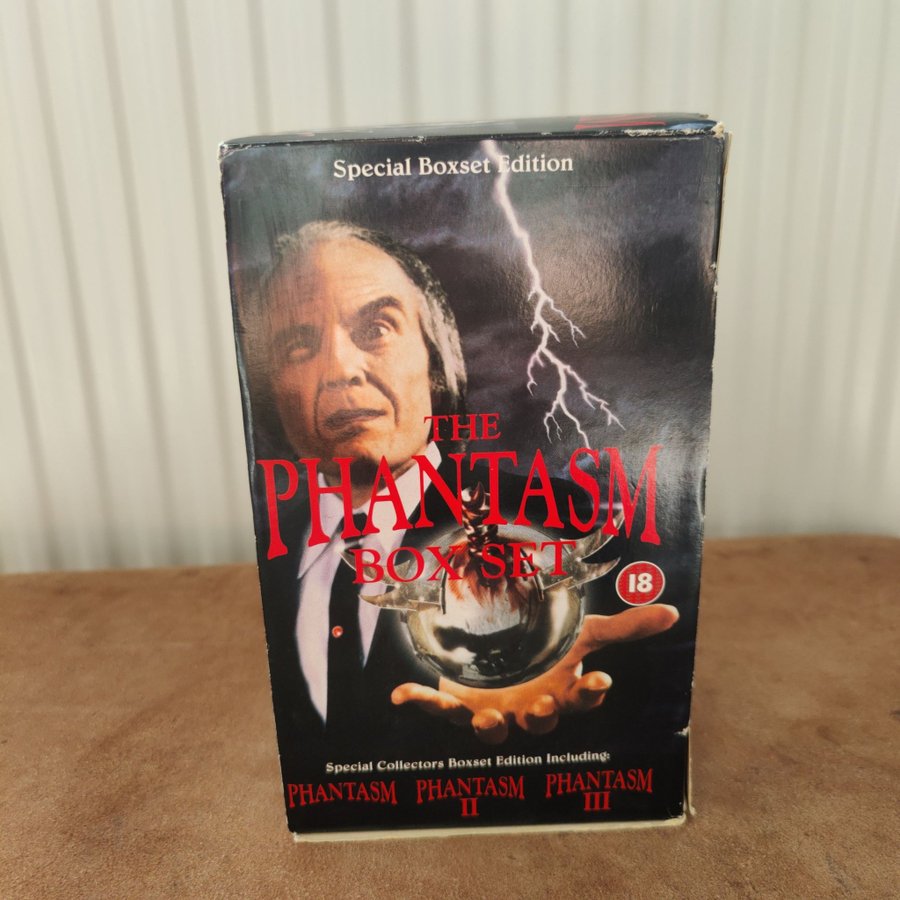 Special Boxset Edition
THE
PHANTASM
BOX SET
18
Special Collectors Boxset Edition Including:
PHANTASM PHANTASM PHANTASM
II III